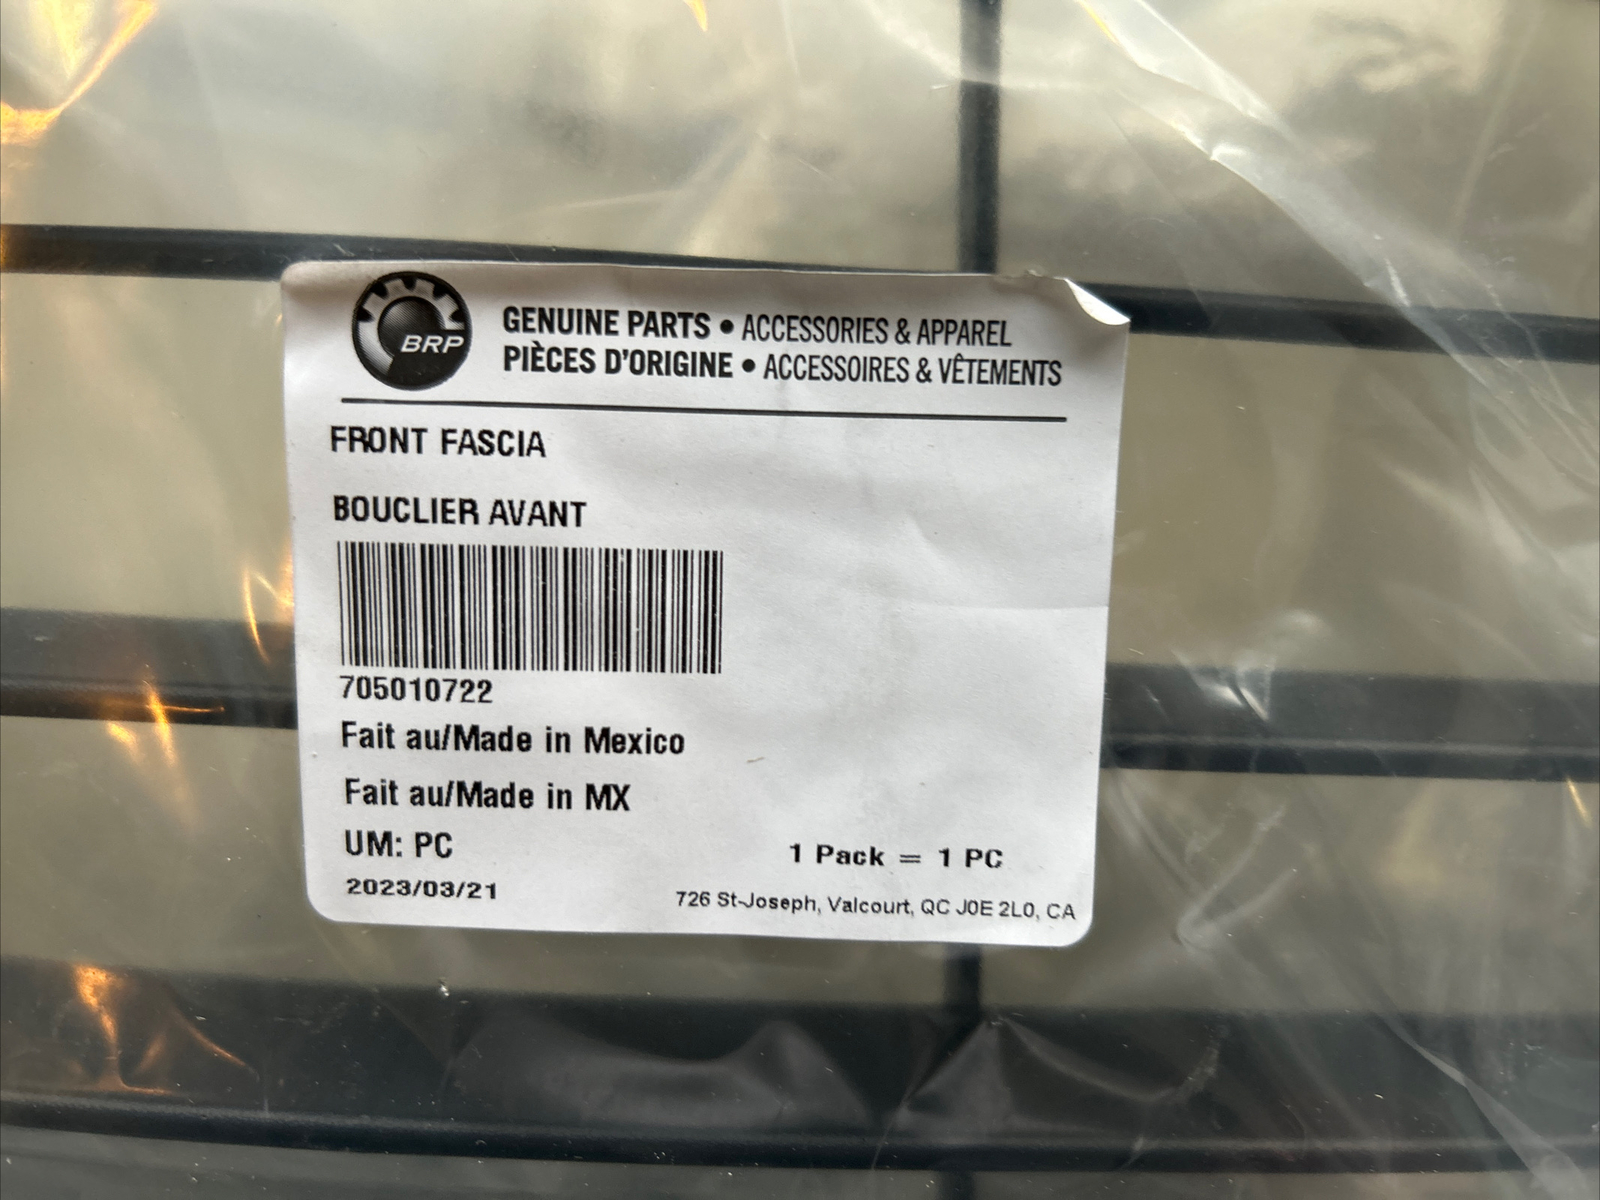 BRP
GENUINE PARTS • ACCESSORIES & APPAREL
PIÈCES D'ORIGINE • ACCESSOIRES & VÊTEMENTS
FRONT FASCIA
BOUCLIER AVANT
705010722
Fait au/Made in Mexico
Fait au/Made in MX
UM: PC
1 Pack = 1 PC
2023/03/21
726 St-Joseph, Valcourt, QC J0E 2L0, CA